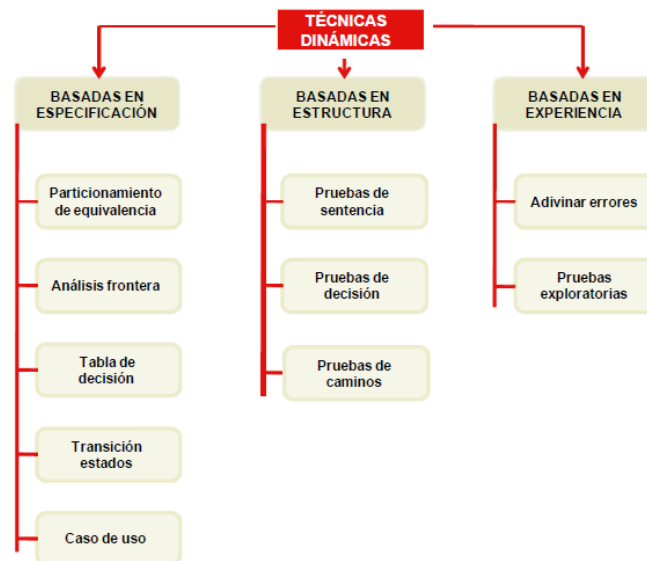 TÉCNICAS
DINÁMICAS
BASADAS EN
ESPECIFICACIÓN
Particionamiento
de equivalencia
Análisis frontera
Tabla de
decisión
Transición
estados
Caso de uso
BASADAS EN
ESTRUCTURA
Pruebas de
sentencia
Pruebas de
decisión
Pruebas de
caminos
BASADAS EN
EXPERIENCIA
Adivinar errores
Pruebas
exploratorias